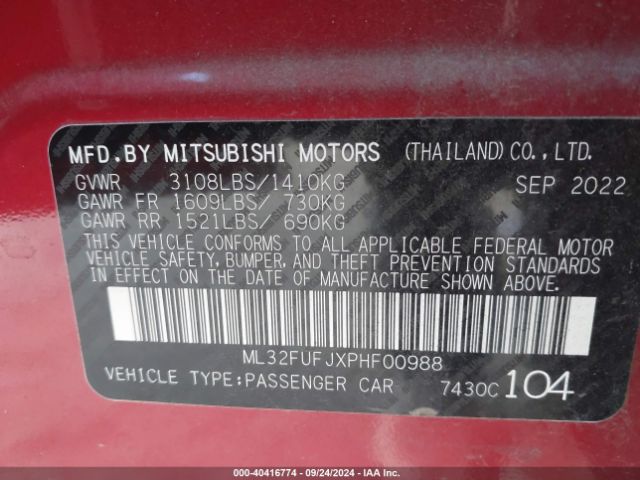 MFD.BY MITSUBISHI MOTORS (THAILAND)CO.,LTD.
GVWR 3108LBS/1410KG SEP 2022
GAWR FR 1609LBS/ 730KG
GAWR RR 1521LBS/ 690KG
THIS VEHICLE CONFORMS TO ALL APPLICABLE FEDERAL MOTOR
VEHICLE SAFETY, BUMPER, AND THEFT PREVENTION STANDARDS
IN EFFECT ON THE DATE OF MANUFACTURE SHOWN ABOVE.
ML32FUFJXPHF00988
VEHICLE TYPE:PASSENGER CAR 7430C 104
000-40416774 — 09/24/2024 — IAAI.COM